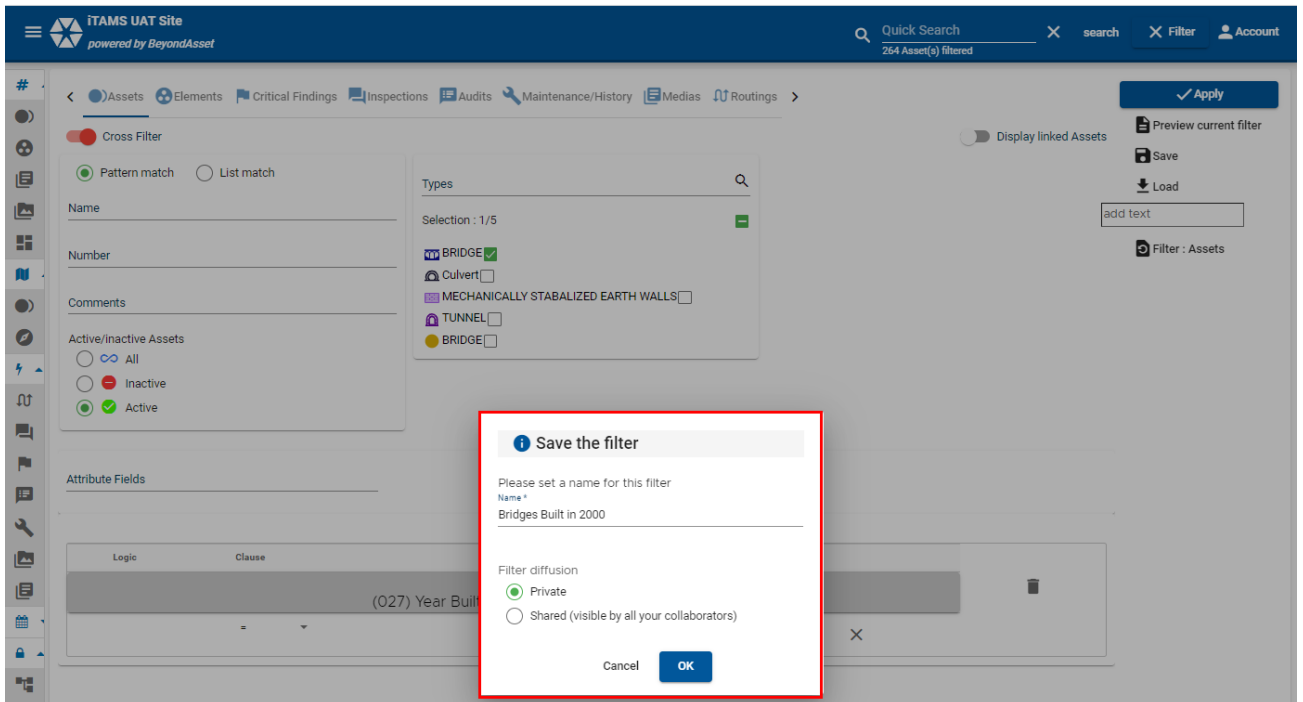 iTAMS UAT Site
powered by BeyondAsset
Quick Search
264 Asset(s) filtered
search
Filter
Account
#
Assets
Elements
Critical Findings
Inspections
Audits
Maintenance/History
Medias
Routings
Apply
Cross Filter
Display linked Assets
Preview current filter
Save
Load
add text
Filter : Assets
Pattern match
List match
Name
Number
Comments
Active/inactive Assets
All
Inactive
Active
Types
Selection : 1/5
BRIDGE
Culvert
MECHANICALLY STABALIZED EARTH WALLS
TUNNEL
BRIDGE
Attribute Fields
Logic Clause
(027) Year Built
=
Save the filter
Please set a name for this filter
Name *
Bridges Built in 2000
Filter diffusion
Private
Shared (visible by all your collaborators)
Cancel OK